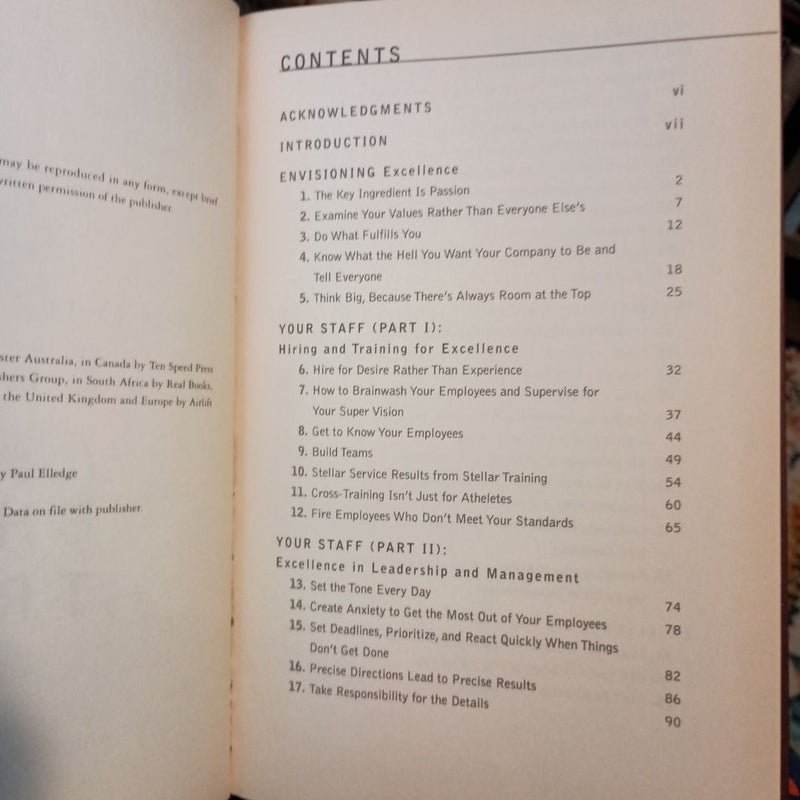 may be reproduced in any form, except brief
written permission of the publisher.
ster Australia, in Canada by Ten Speed Press
hers Group, in South Africa by Real Books,
the United Kingdom and Europe by Airlift
y Paul Elledge
Data on file with publisher.
CONTENTS
ACKNOWLEDGMENTS vi
INTRODUCTION vii
ENVISIONING Excellence
1. The Key Ingredient Is Passion 2
2. Examine Your Values Rather Than Everyone Else's 7
3. Do What Fulfills You 12
4. Know What the Hell You Want Your Company to Be and
Tell Everyone 18
5. Think Big, Because There's Always Room at the Top 25
YOUR STAFF (PART I):
Hiring and Training for Excellence
6. Hire for Desire Rather Than Experience 32
7. How to Brainwash Your Employees and Supervise for
Your Super Vision 37
8. Get to Know Your Employees 44
9. Build Teams 49
10. Stellar Service Results from Stellar Training 54
11. Cross-Training Isn't Just for Atheletes 60
12. Fire Employees Who Don't Meet Your Standards 65
YOUR STAFF (PART II):
Excellence in Leadership and Management
13. Set the Tone Every Day 74
14. Create Anxiety to Get the Most Out of Your Employees 78
15. Set Deadlines, Prioritize, and React Quickly When Things
Don't Get Done 82
16. Precise Directions Lead to Precise Results 86
17. Take Responsibility for the Details 90